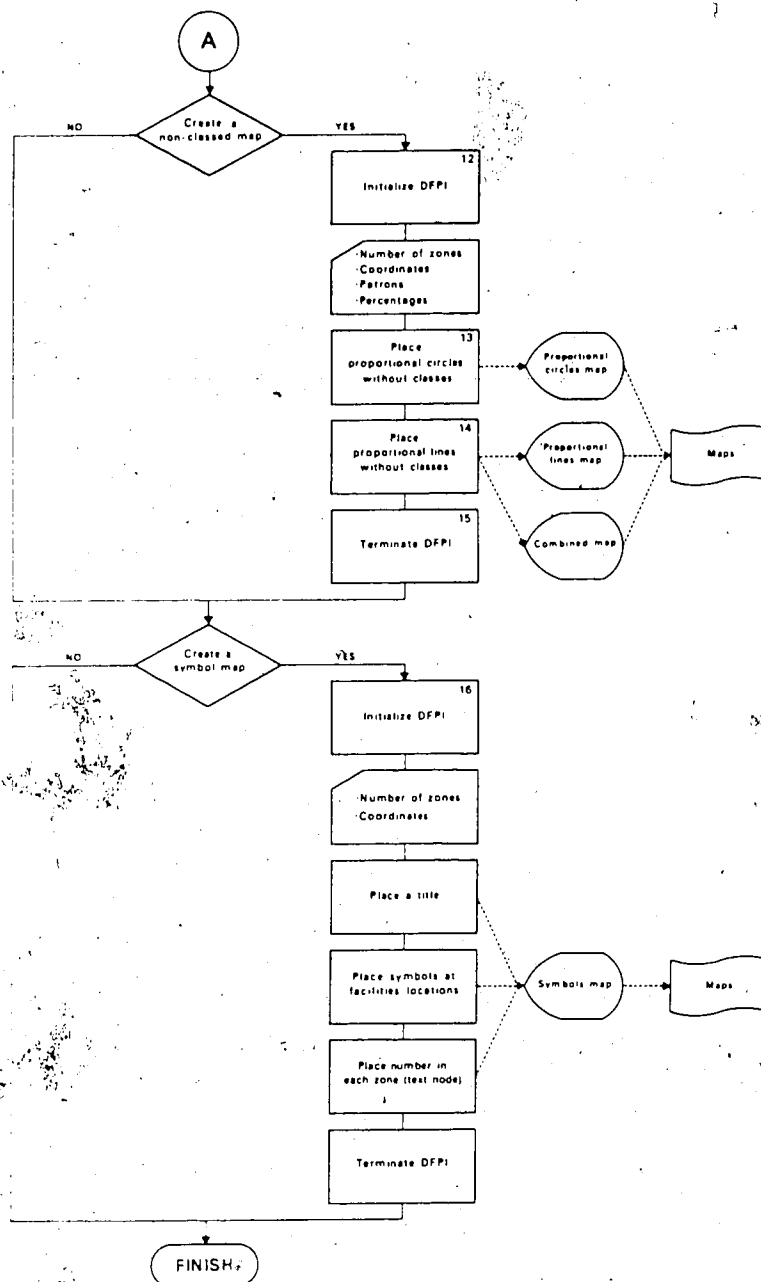 A
Create a
non-classed map
NO
YES
12
Initialize DFPI
·Number of zones
·Coordinates
·Patrons
·Percentages
13
Place
proportional circles
without classes
Proportional
circles map
14
Place
proportional lines
without classes
Proportional
lines map
Maps
15
Terminate DFPI
Combined map
Create a
symbol map
NO
YES
16
Initialize DFPI
·Number of zones
·Coordinates
Place a title
Place symbols at
facilities locations
Symbols map
Maps
Place number in
each zone (text node)
Terminate DFPI
FINISH